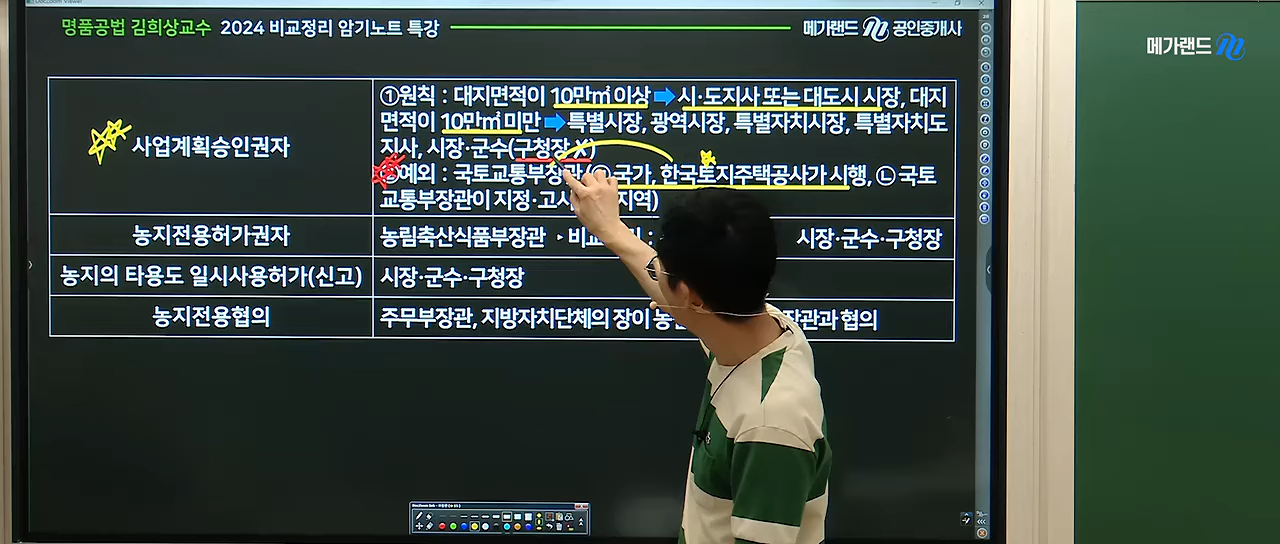 명품공법 김희상교수 2024 비교정리 암기노트 특강
메가랜드 공인중개사
메가랜드
사업계획승인권자
①원칙 : 대지면적이 10만㎡ 이상 ➡ 시·도지사 또는 대도시 시장, 대지
면적이 10만㎡ 미만 ➡ 특별시장, 광역시장, 특별자치시장, 특별자치도
지사, 시장·군수(구청장 X)
②예외 : 국토교통부장관 (㉠ 국가, 한국토지주택공사가 시행, ㉡ 국토
교통부장관이 지정·고시 지역)
농지전용허가권자
농림축산식품부장관 ▸비교 : 시장·군수·구청장
농지의 타용도 일시사용허가(신고)
시장·군수·구청장
농지전용협의
주무부장관, 지방자치단체의 장이 농 장관과 협의